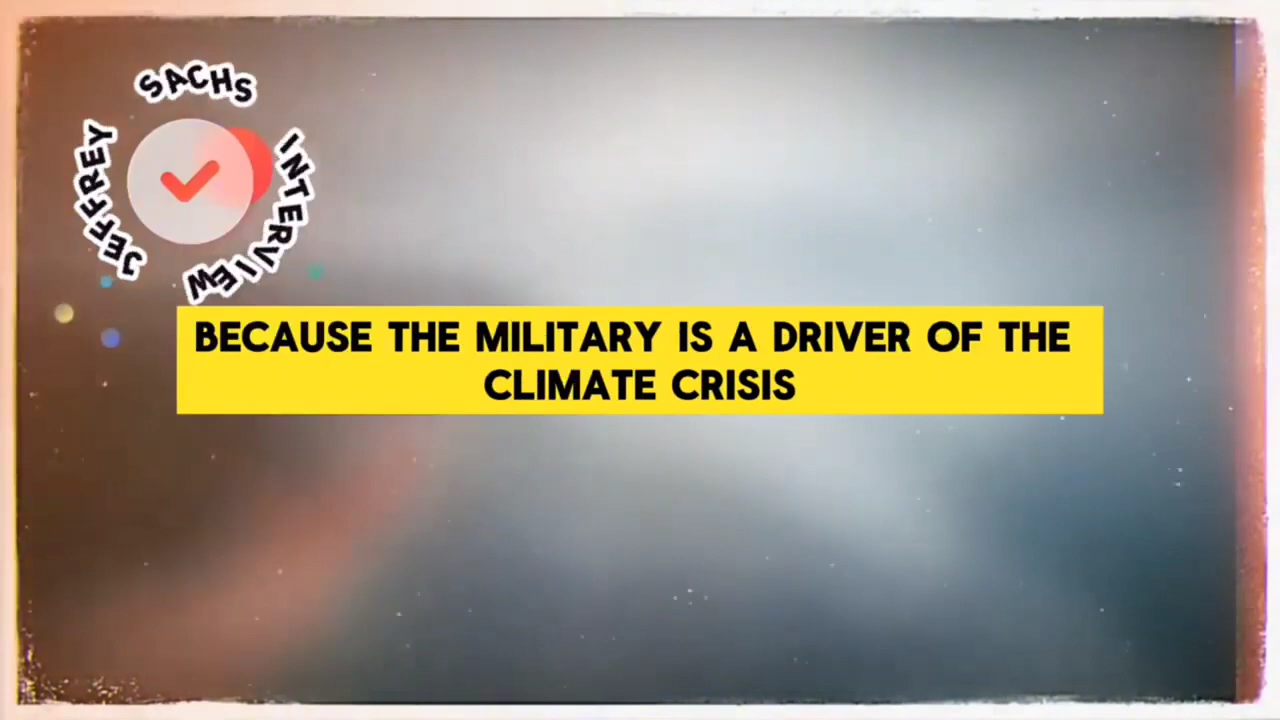 JEFFREY SACHS INTERVIEW
BECAUSE THE MILITARY IS A DRIVER OF THE
CLIMATE CRISIS